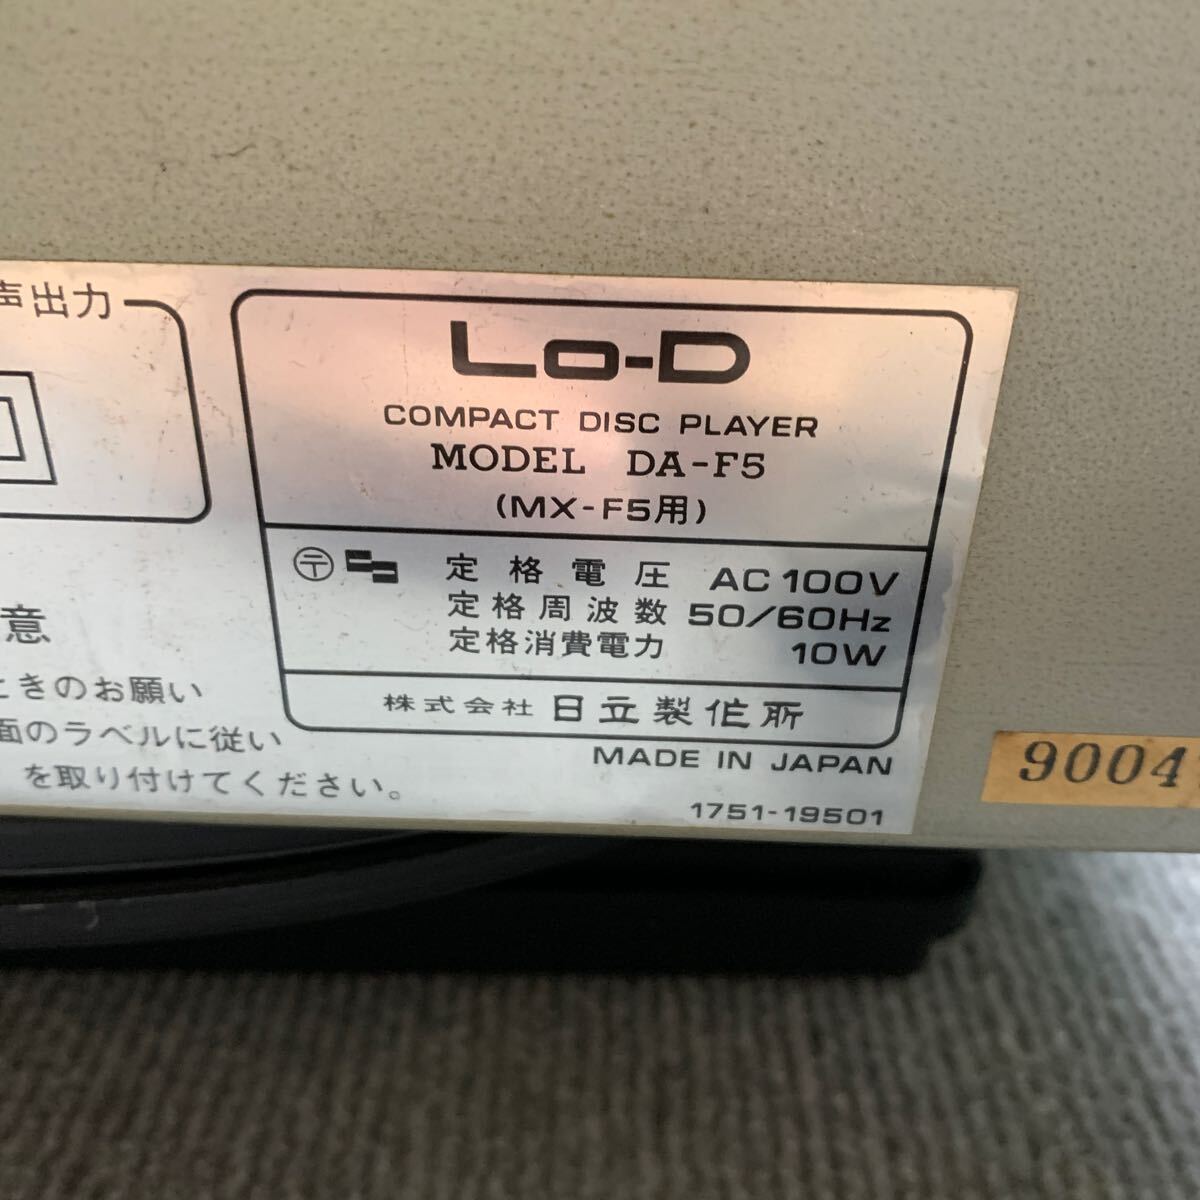 声出力
Lo-D
COMPACT DISC PLAYER
MODEL DA-F5
(MX-F5用)
〒 定格電圧 AC 100V
定格周波数 50/60Hz
定格消費電力 10W
株式会社 日立製作所
MADE IN JAPAN
1751-19501
意
ときのお願い
面のラベルに従い
を取り付けてください。
9004